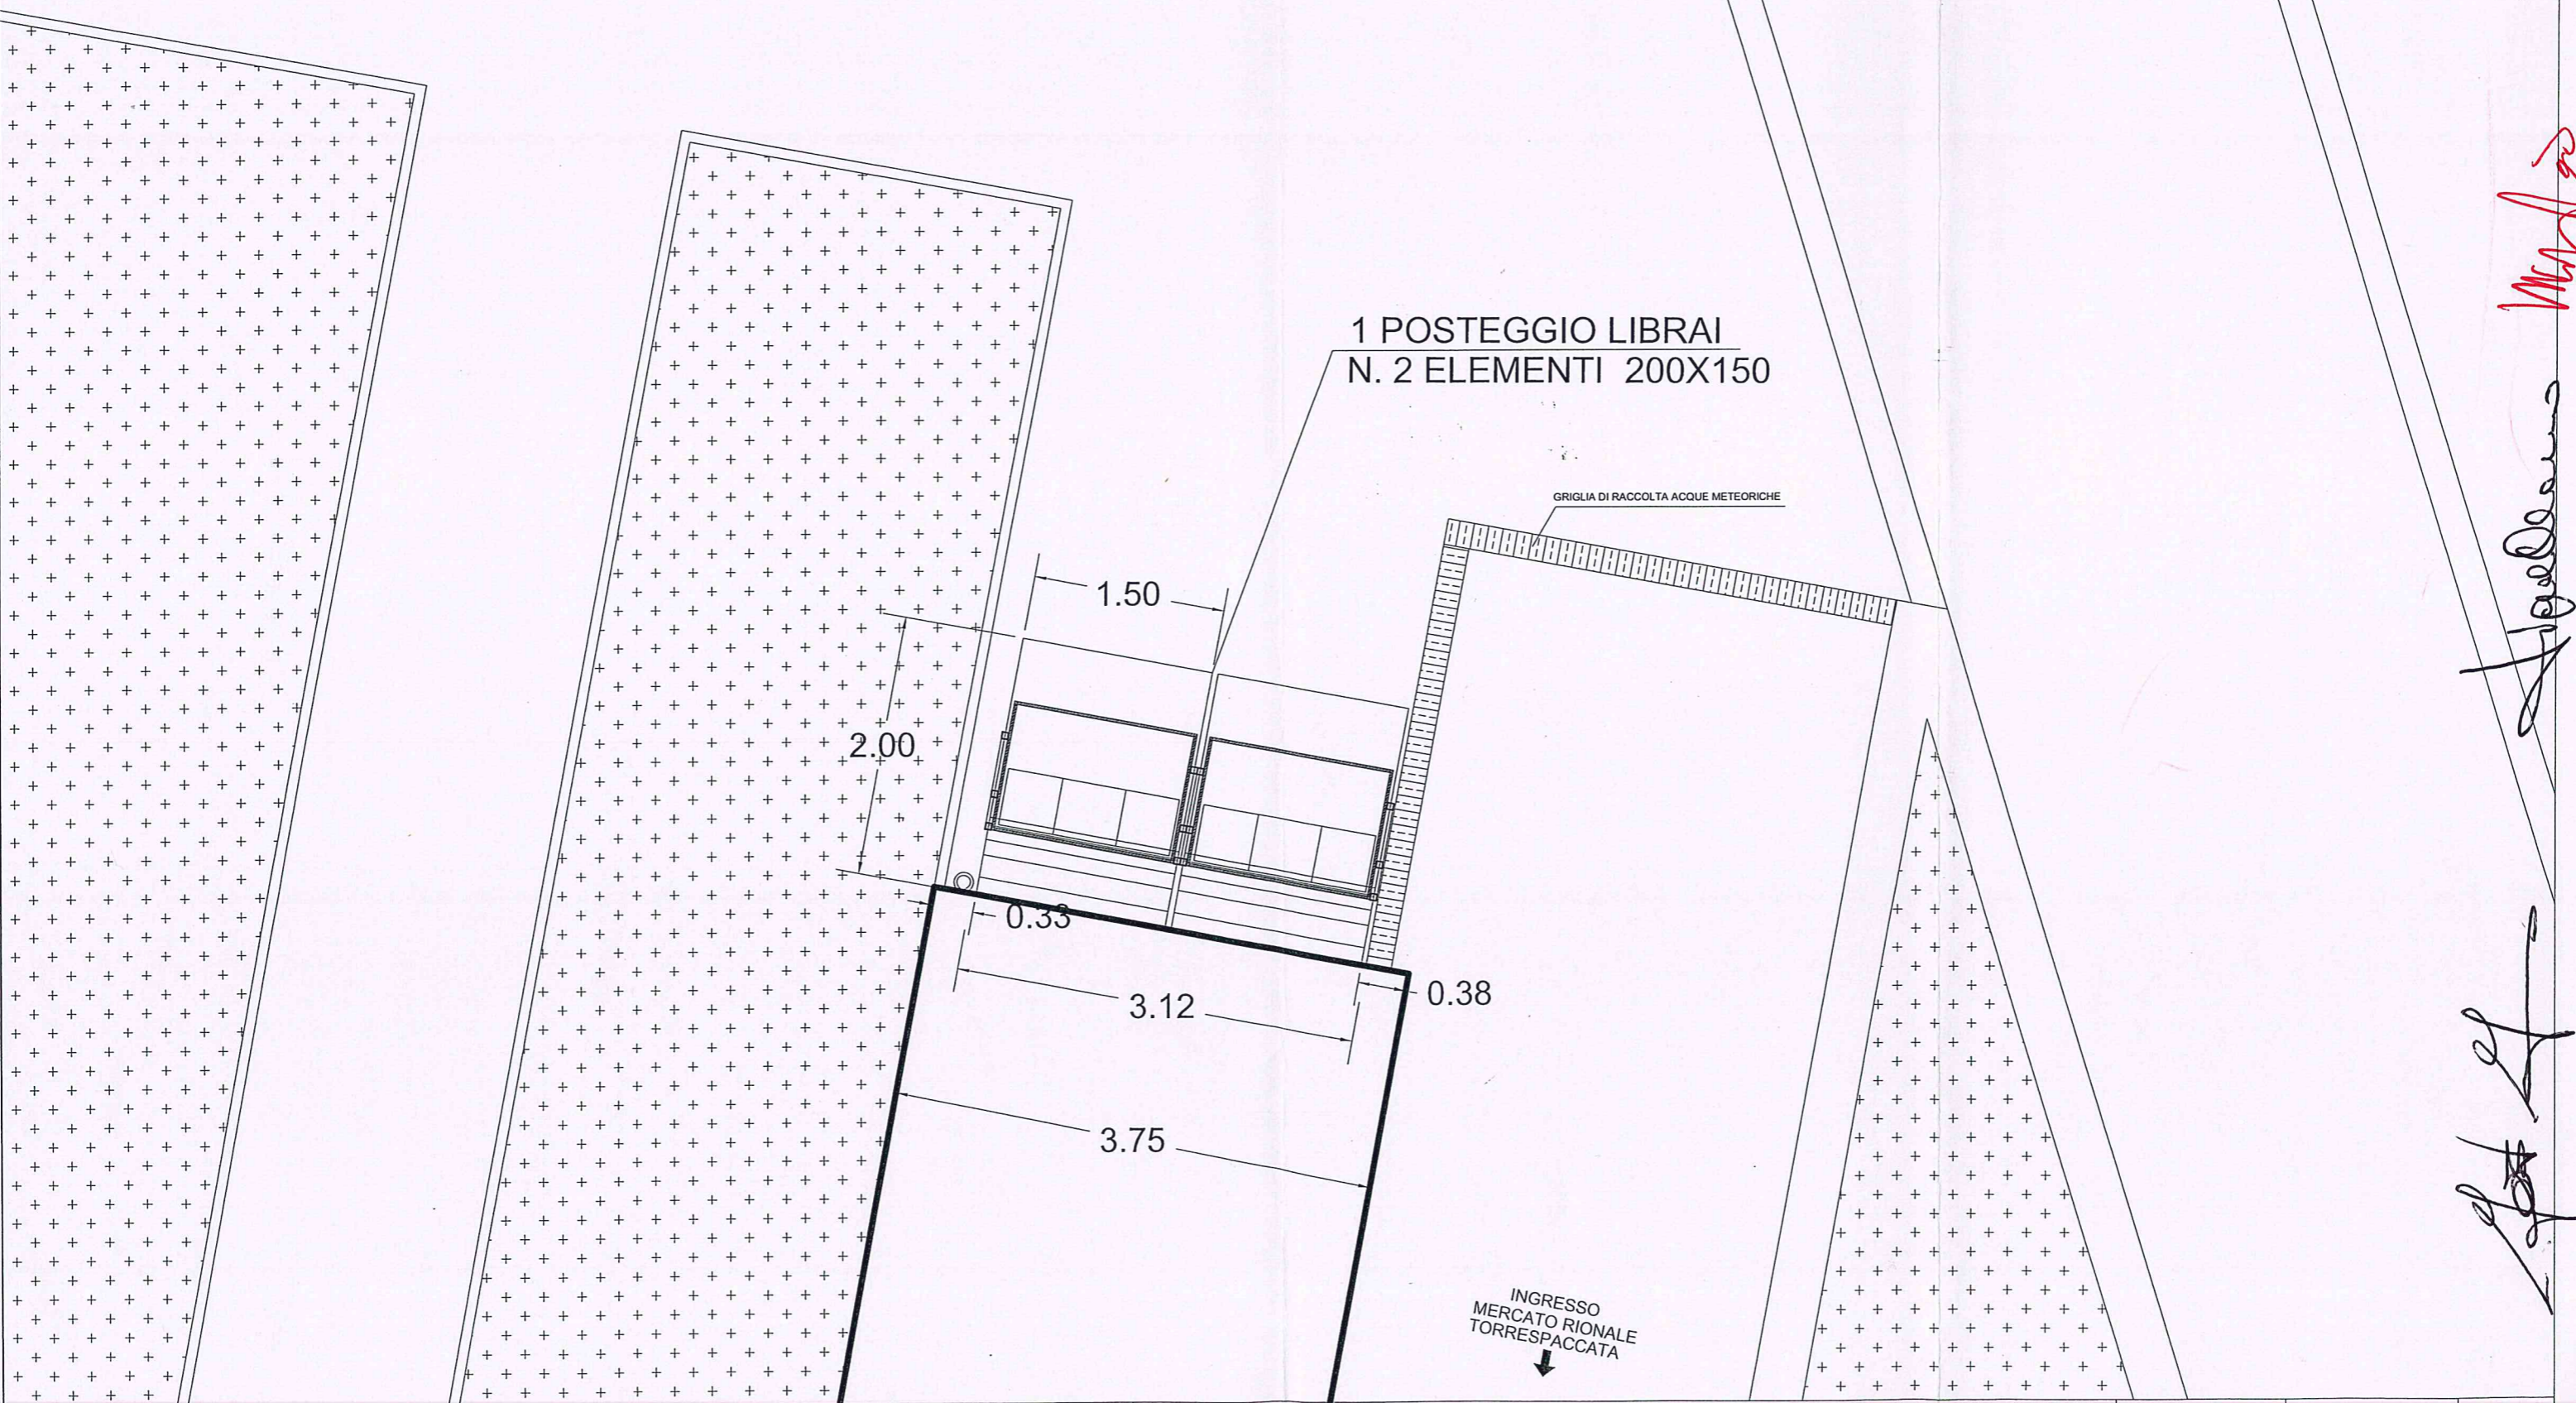 1 POSTEGGIO LIBRAI
N. 2 ELEMENTI 200X150
GRIGLIA DI RACCOLTA ACQUE METEORICHE
1.50
2.00
0.33
3.12
0.38
3.75
INGRESSO
MERCATO RIONALE
TORRESPACCATA